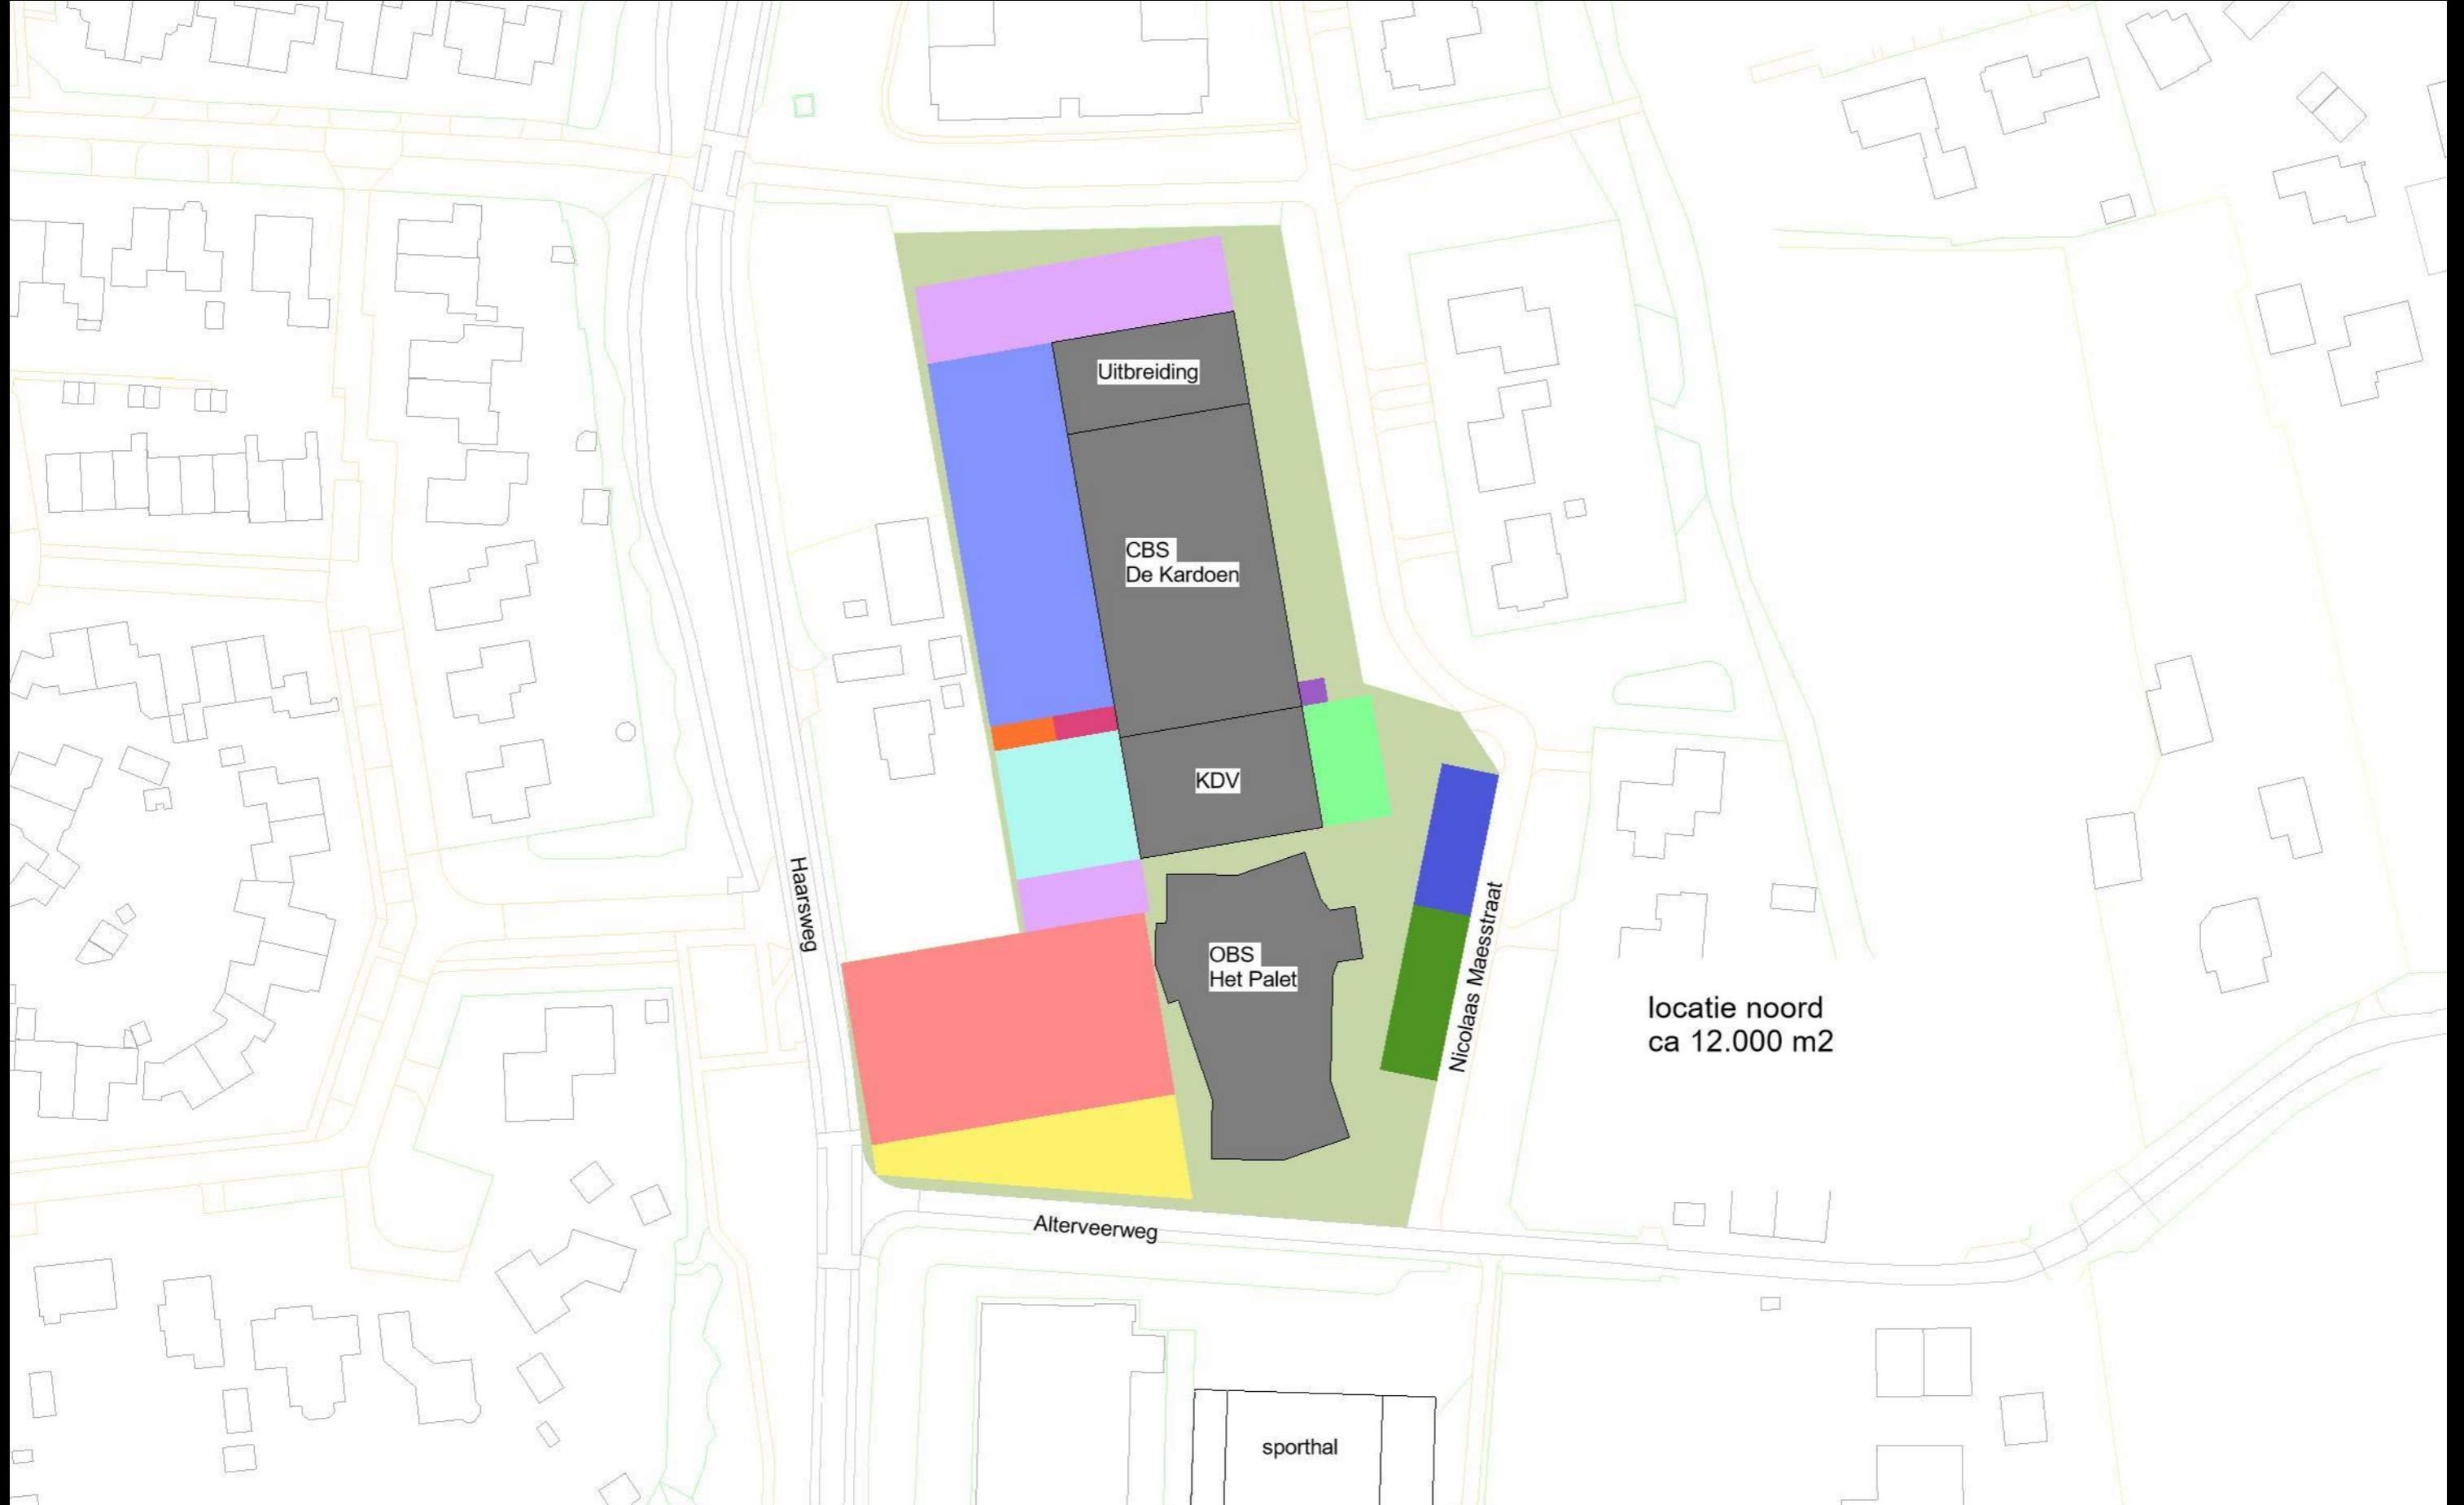 Uitbreiding
CBS
De Kardoen
KDV
Haarsweg
OBS
Het Palet
Nicolaas Maesstraat
locatie noord
ca 12.000 m2
Alterveerweg
sporthal